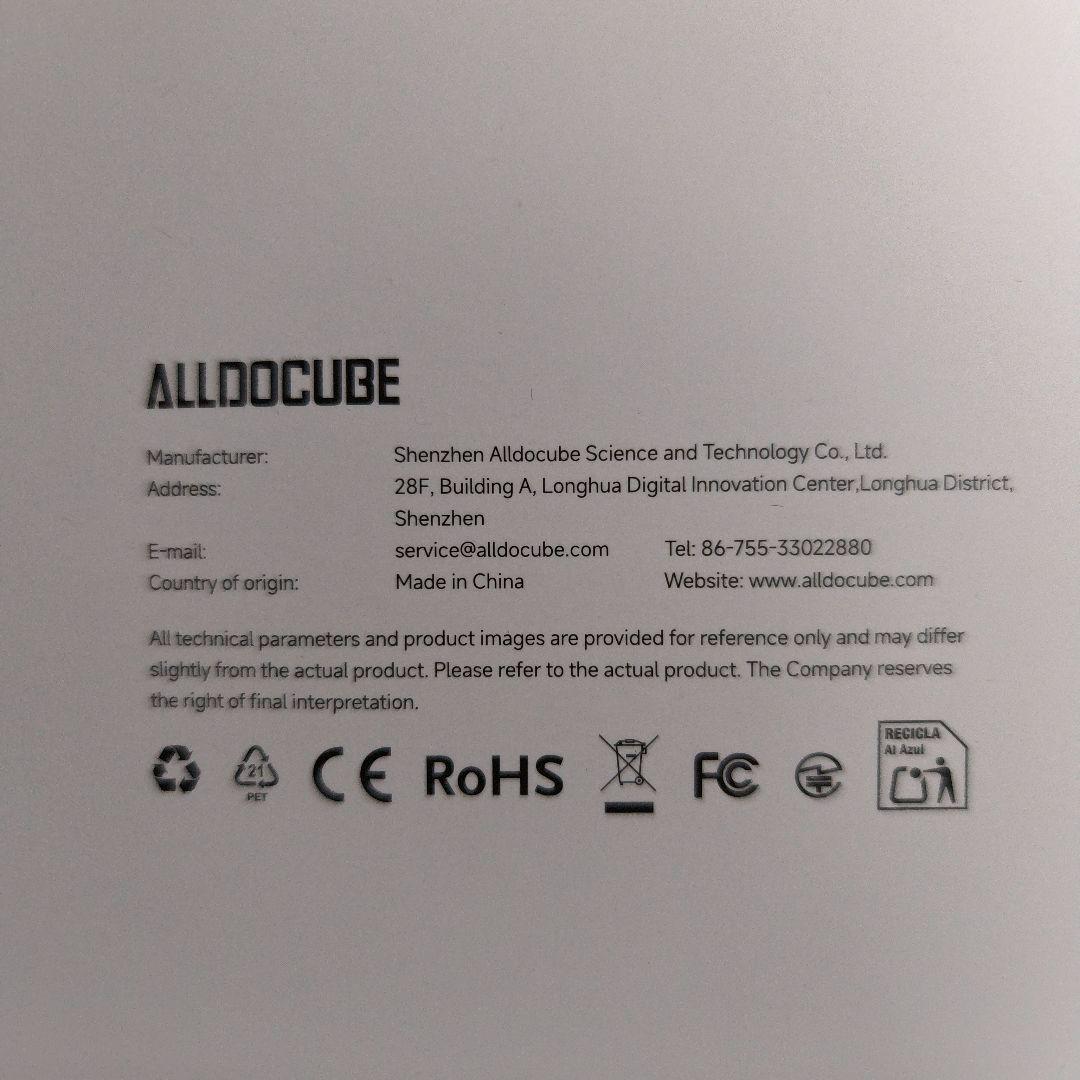 ALLDOCUBE
Manufacturer: Shenzhen Alldocube Science and Technology Co., Ltd.
Address: 28F, Building A, Longhua Digital Innovation Center,Longhua District,
Shenzhen
E-mail: service@alldocube.com Tel: 86-755-33022880
Country of origin: Made in China Website: www.alldocube.com
All technical parameters and product images are provided for reference only and may differ
slightly from the actual product. Please refer to the actual product. The Company reserves
the right of final interpretation.
21
PET
CE RoHS FC
RECICLA
Al Azul